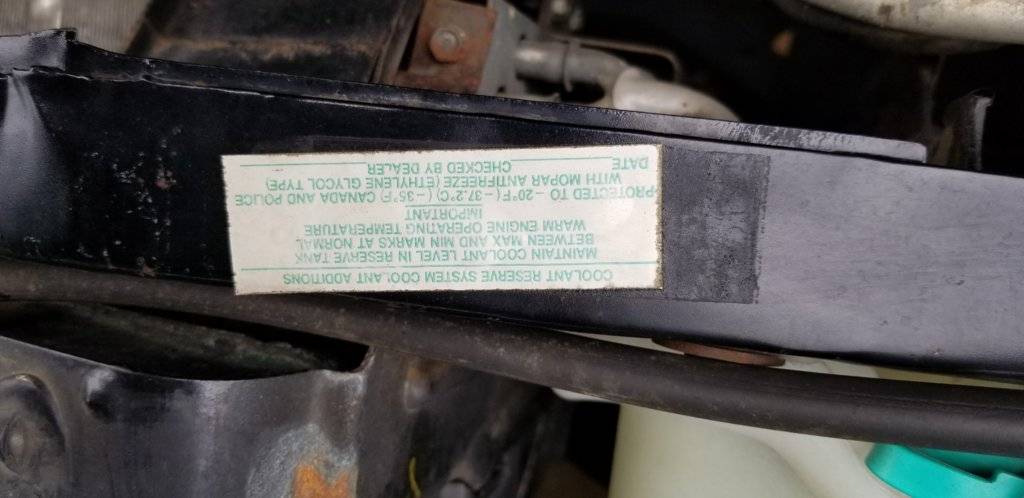 COOLANT RESERVE SYSTEM COOLANT ADDITIONS
MAINTAIN COOLANT LEVEL IN RESERVE TANK
BETWEEN MAX AND MIN MARKS AT NORMAL
WARM ENGINE OPERATING TEMPERATURE
IMPORTANT
PROTECTED TO -20°F (-37.2°C) (-35°F) CANADA AND POLICE
WITH MOPAR ANTIFREEZE (ETHYLENE GLYCOL TYPE)
DATE CHECKED BY DEALER